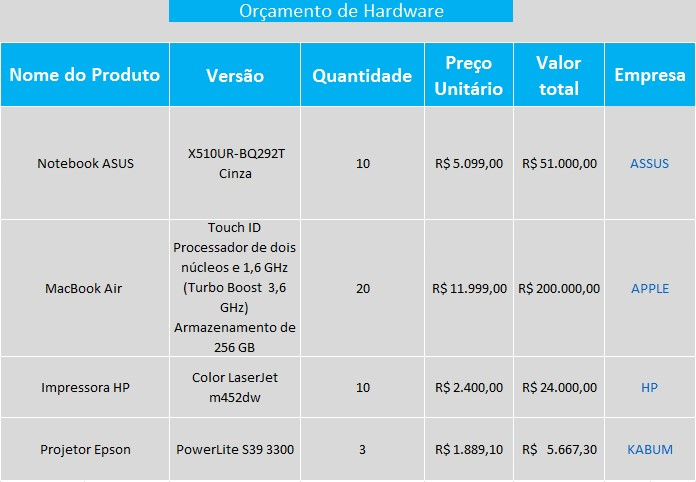 Orçamento de Hardware
Nome do Produto Versão Quantidade Preço Unitário Valor total Empresa
Notebook ASUS X510UR-BQ292T Cinza 10 R$ 5.099,00 R$ 51.000,00 ASSUS
MacBook Air Touch ID Processador de dois núcleos e 1,6 GHz (Turbo Boost 3,6 GHz) Armazenamento de 256 GB 20 R$ 11.999,00 R$ 200.000,00 APPLE
Impressora HP Color LaserJet m452dw 10 R$ 2.400,00 R$ 24.000,00 HP
Projetor Epson PowerLite S39 3300 3 R$ 1.889,10 R$ 5.667,30 KABUM